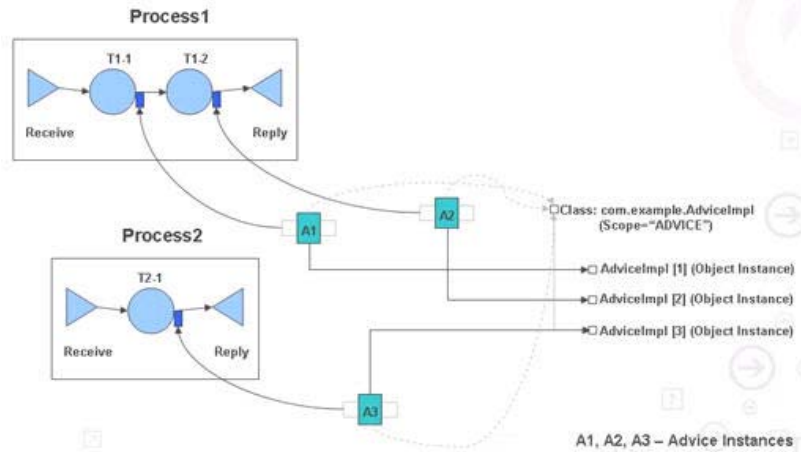 Process1
T1-1
T1-2
Receive
Reply
A1
A2
Class: com.example.AdviceImpl
(Scope="ADVICE")
Process2
T2-1
AdviceImpl [1] (Object Instance)
AdviceImpl [2] (Object Instance)
AdviceImpl [3] (Object Instance)
Receive
Reply
A3
A1, A2, A3 – Advice Instances